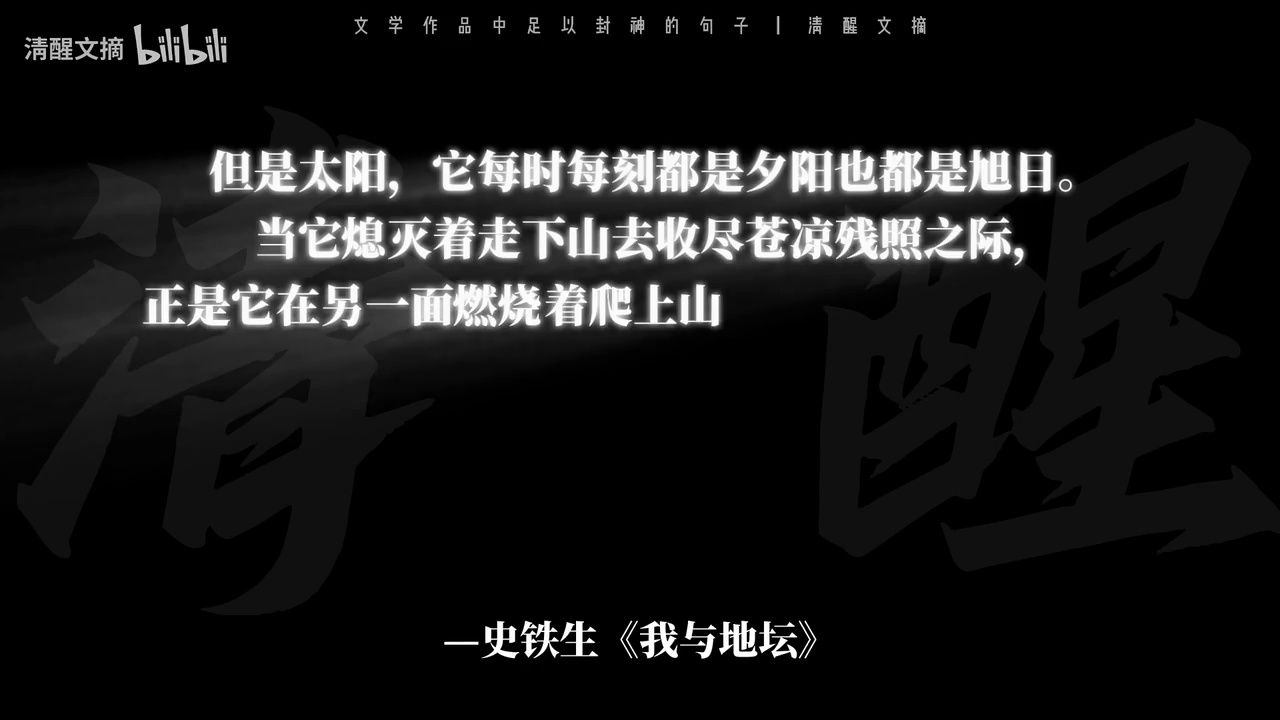 文学作品中足以封神的句子 | 清醒文摘
清醒文摘 bilibili
但是太阳，它每时每刻都是夕阳也都是旭日。
当它熄灭着走下山去收尽苍凉残照之际，
正是它在另一面燃烧着爬上山
—史铁生《我与地坛》
清醒